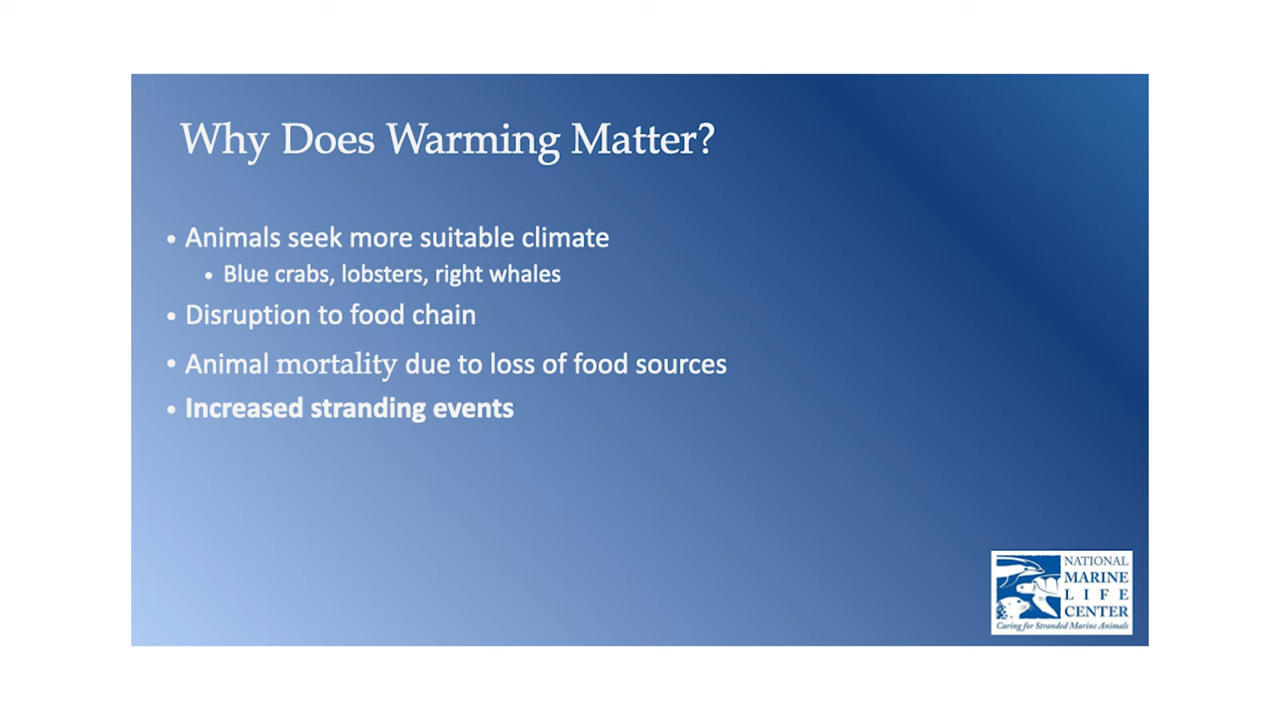 Why Does Warming Matter?
• Animals seek more suitable climate
• Blue crabs, lobsters, right whales
• Disruption to food chain
• Animal mortality due to loss of food sources
• Increased stranding events
NATIONAL
MARINE
LIFE
CENTER
Caring for Stranded Marine Animals